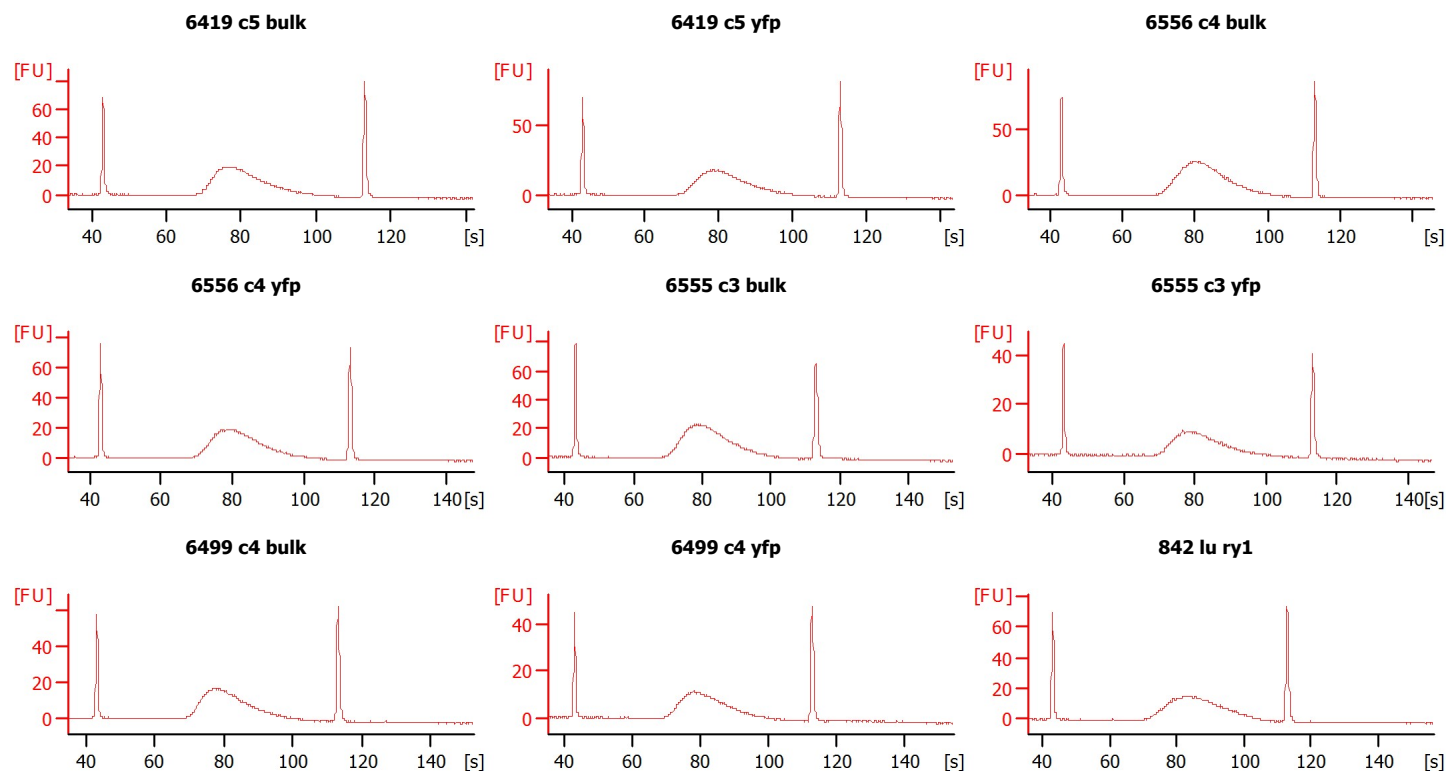 6419 c5 bulk
[FU]
60
40
20
0
40 60 80 100 120 [s]
6419 c5 yfp
[FU]
50
0
40 60 80 100 120 [s]
6556 c4 bulk
[FU]
50
0
40 60 80 100 120 [s]
6556 c4 yfp
[FU]
60
40
20
0
40 60 80 100 120 140 [s]
6555 c3 bulk
[FU]
60
40
20
0
40 60 80 100 120 140 [s]
6555 c3 yfp
[FU]
40
20
0
40 60 80 100 120 140 [s]
6499 c4 bulk
[FU]
40
20
0
40 60 80 100 120 140 [s]
6499 c4 yfp
[FU]
40
20
0
40 60 80 100 120 140 [s]
842 lu ry1
[FU]
60
40
20
0
40 60 80 100 120 140 [s]